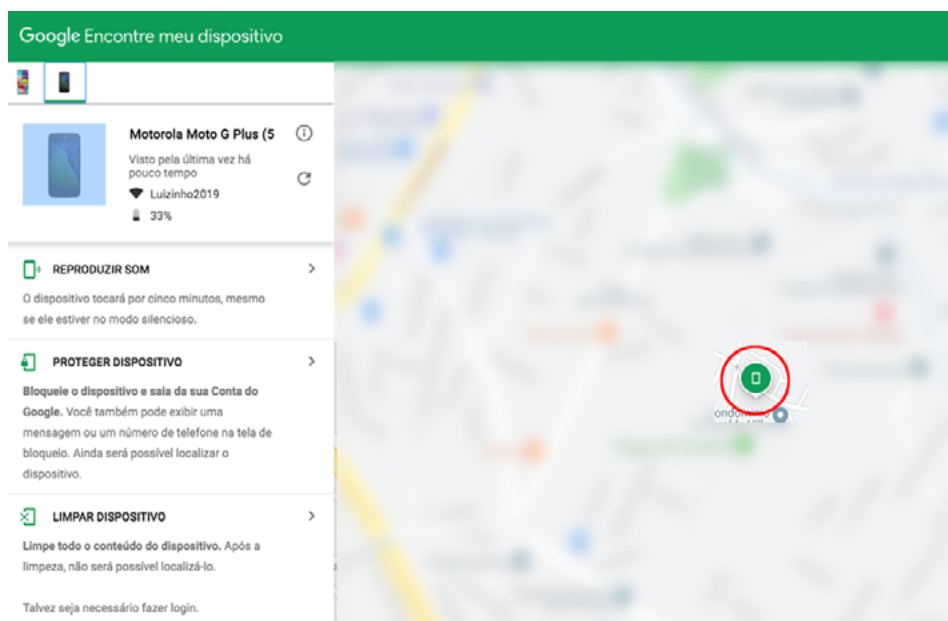 Google Encontre meu dispositivo
Motorola Moto G Plus (5
Visto pela última vez há
pouco tempo
Luizinho2019
33%
REPRODUZIR SOM
O dispositivo tocará por cinco minutos, mesmo
se ele estiver no modo silencioso.
PROTEGER DISPOSITIVO
Bloqueie o dispositivo e saia da sua Conta do
Google. Você também pode exibir uma
mensagem ou um número de telefone na tela de
bloqueio. Ainda será possível localizar o
dispositivo.
LIMPAR DISPOSITIVO
Limpe todo o conteúdo do dispositivo. Após a
limpeza, não será possível localizá-lo.
Talvez seja necessário fazer login.
ondomínio